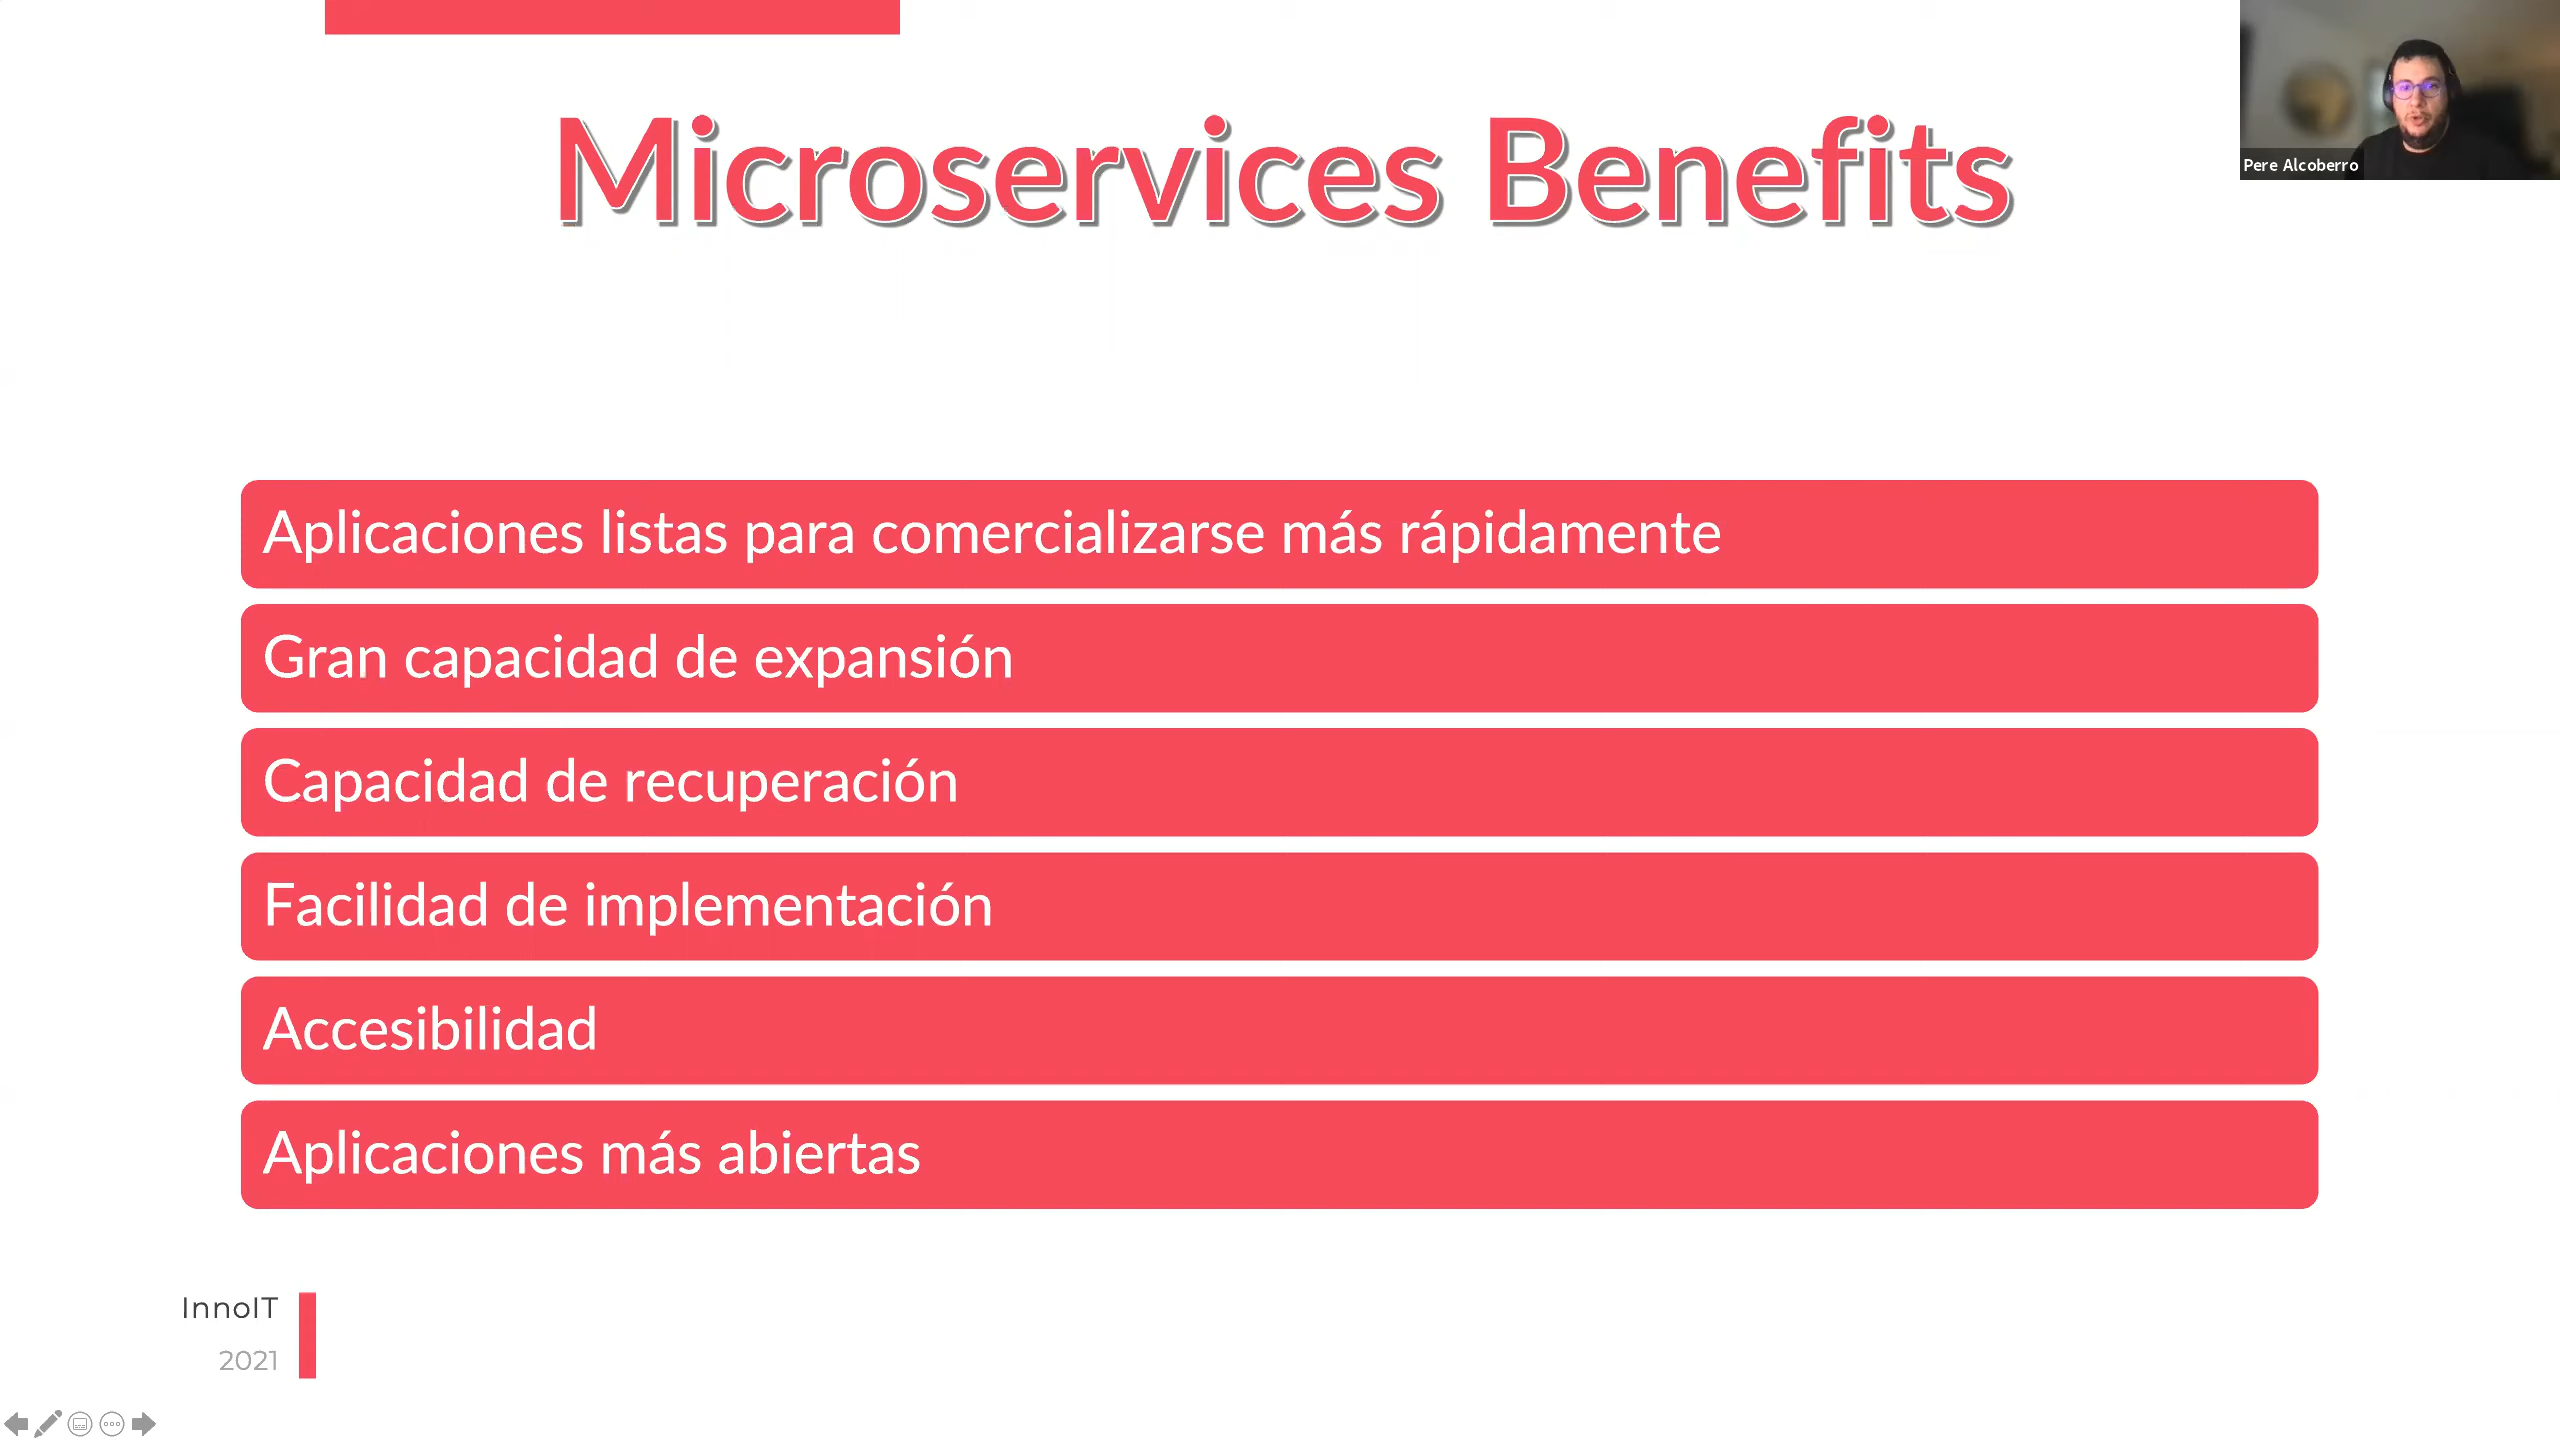 Microservices Benefits
Pere Alcoberro
Aplicaciones listas para comercializarse más rápidamente
Gran capacidad de expansión
Capacidad de recuperación
Facilidad de implementación
Accesibilidad
Aplicaciones más abiertas
InnoIT
2021